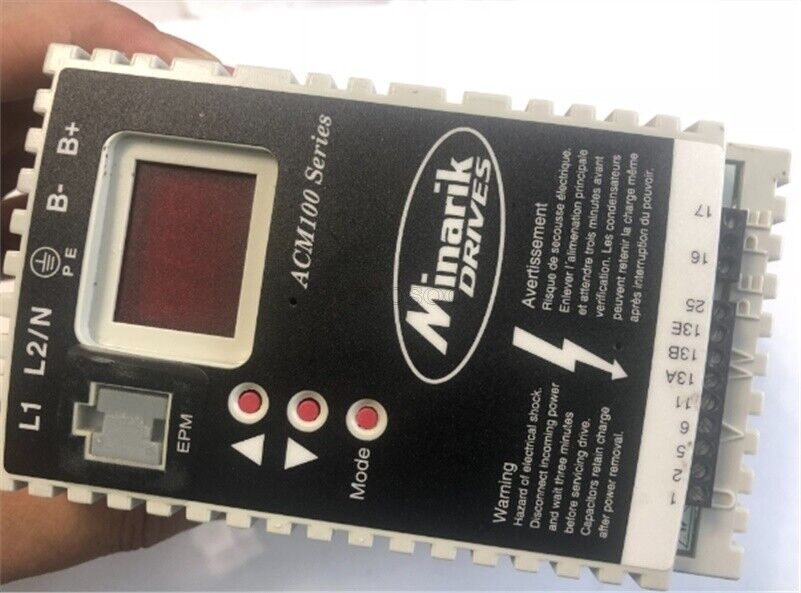 L1 L2/N PE B- B+
EPM
Mode
ACM100 Series
Minarik
DRIVES
Warning
Hazard of electrical shock.
Disconnect incoming power
and wait three minutes
before servicing drive.
Capacitors retain charge
after power removal.
Avertissement
Risque de secousse électrique.
Enlever l'alimenation principale
et attendre trois minutes avant
vérification. Les condensateurs
peuvent retenir la charge même
après interruption du pouvoir.
1 2 5 6 11 13A 13B 13E 25 16 17